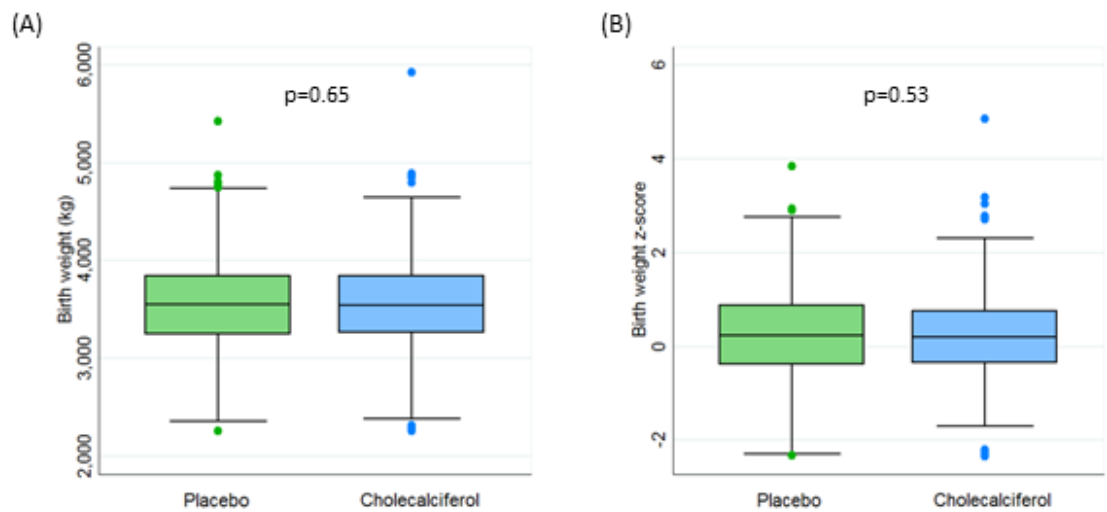 (A)
Birth weight (kg)
6,000
5,000
4,000
3,000
2,000
p=0.65
Placebo
Cholecalciferol
(B)
Birth weight z-score
6
4
2
0
-2
p=0.53
Placebo
Cholecalciferol